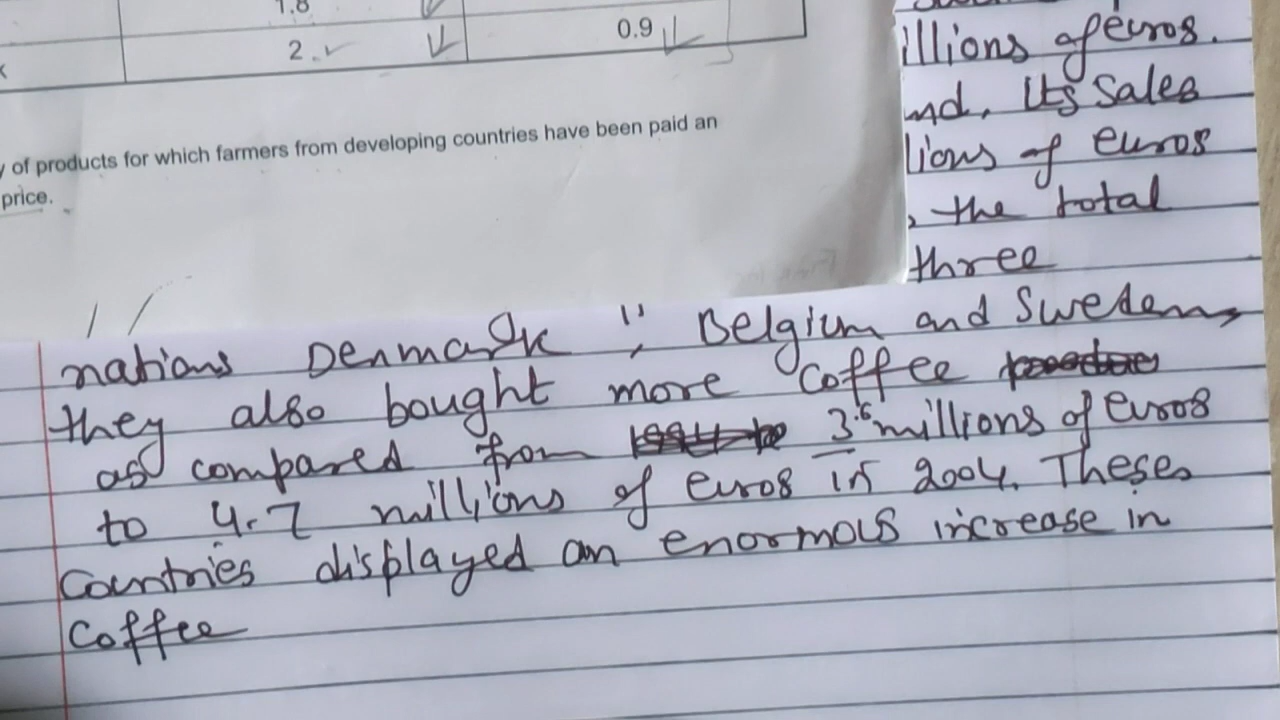 1.8
2.
0.9
of products for which farmers from developing countries have been paid an
price.
illions of euros.
nd. Its Sales
lions of euros
, the total
three
nations Denmark ; Belgium and Sweden,
they also bought more coffee
as compared from 3.6 millions of euros
to 4.7 millions of euros in 2004. Theses
Countries displayed an enormous increase in
Coffee